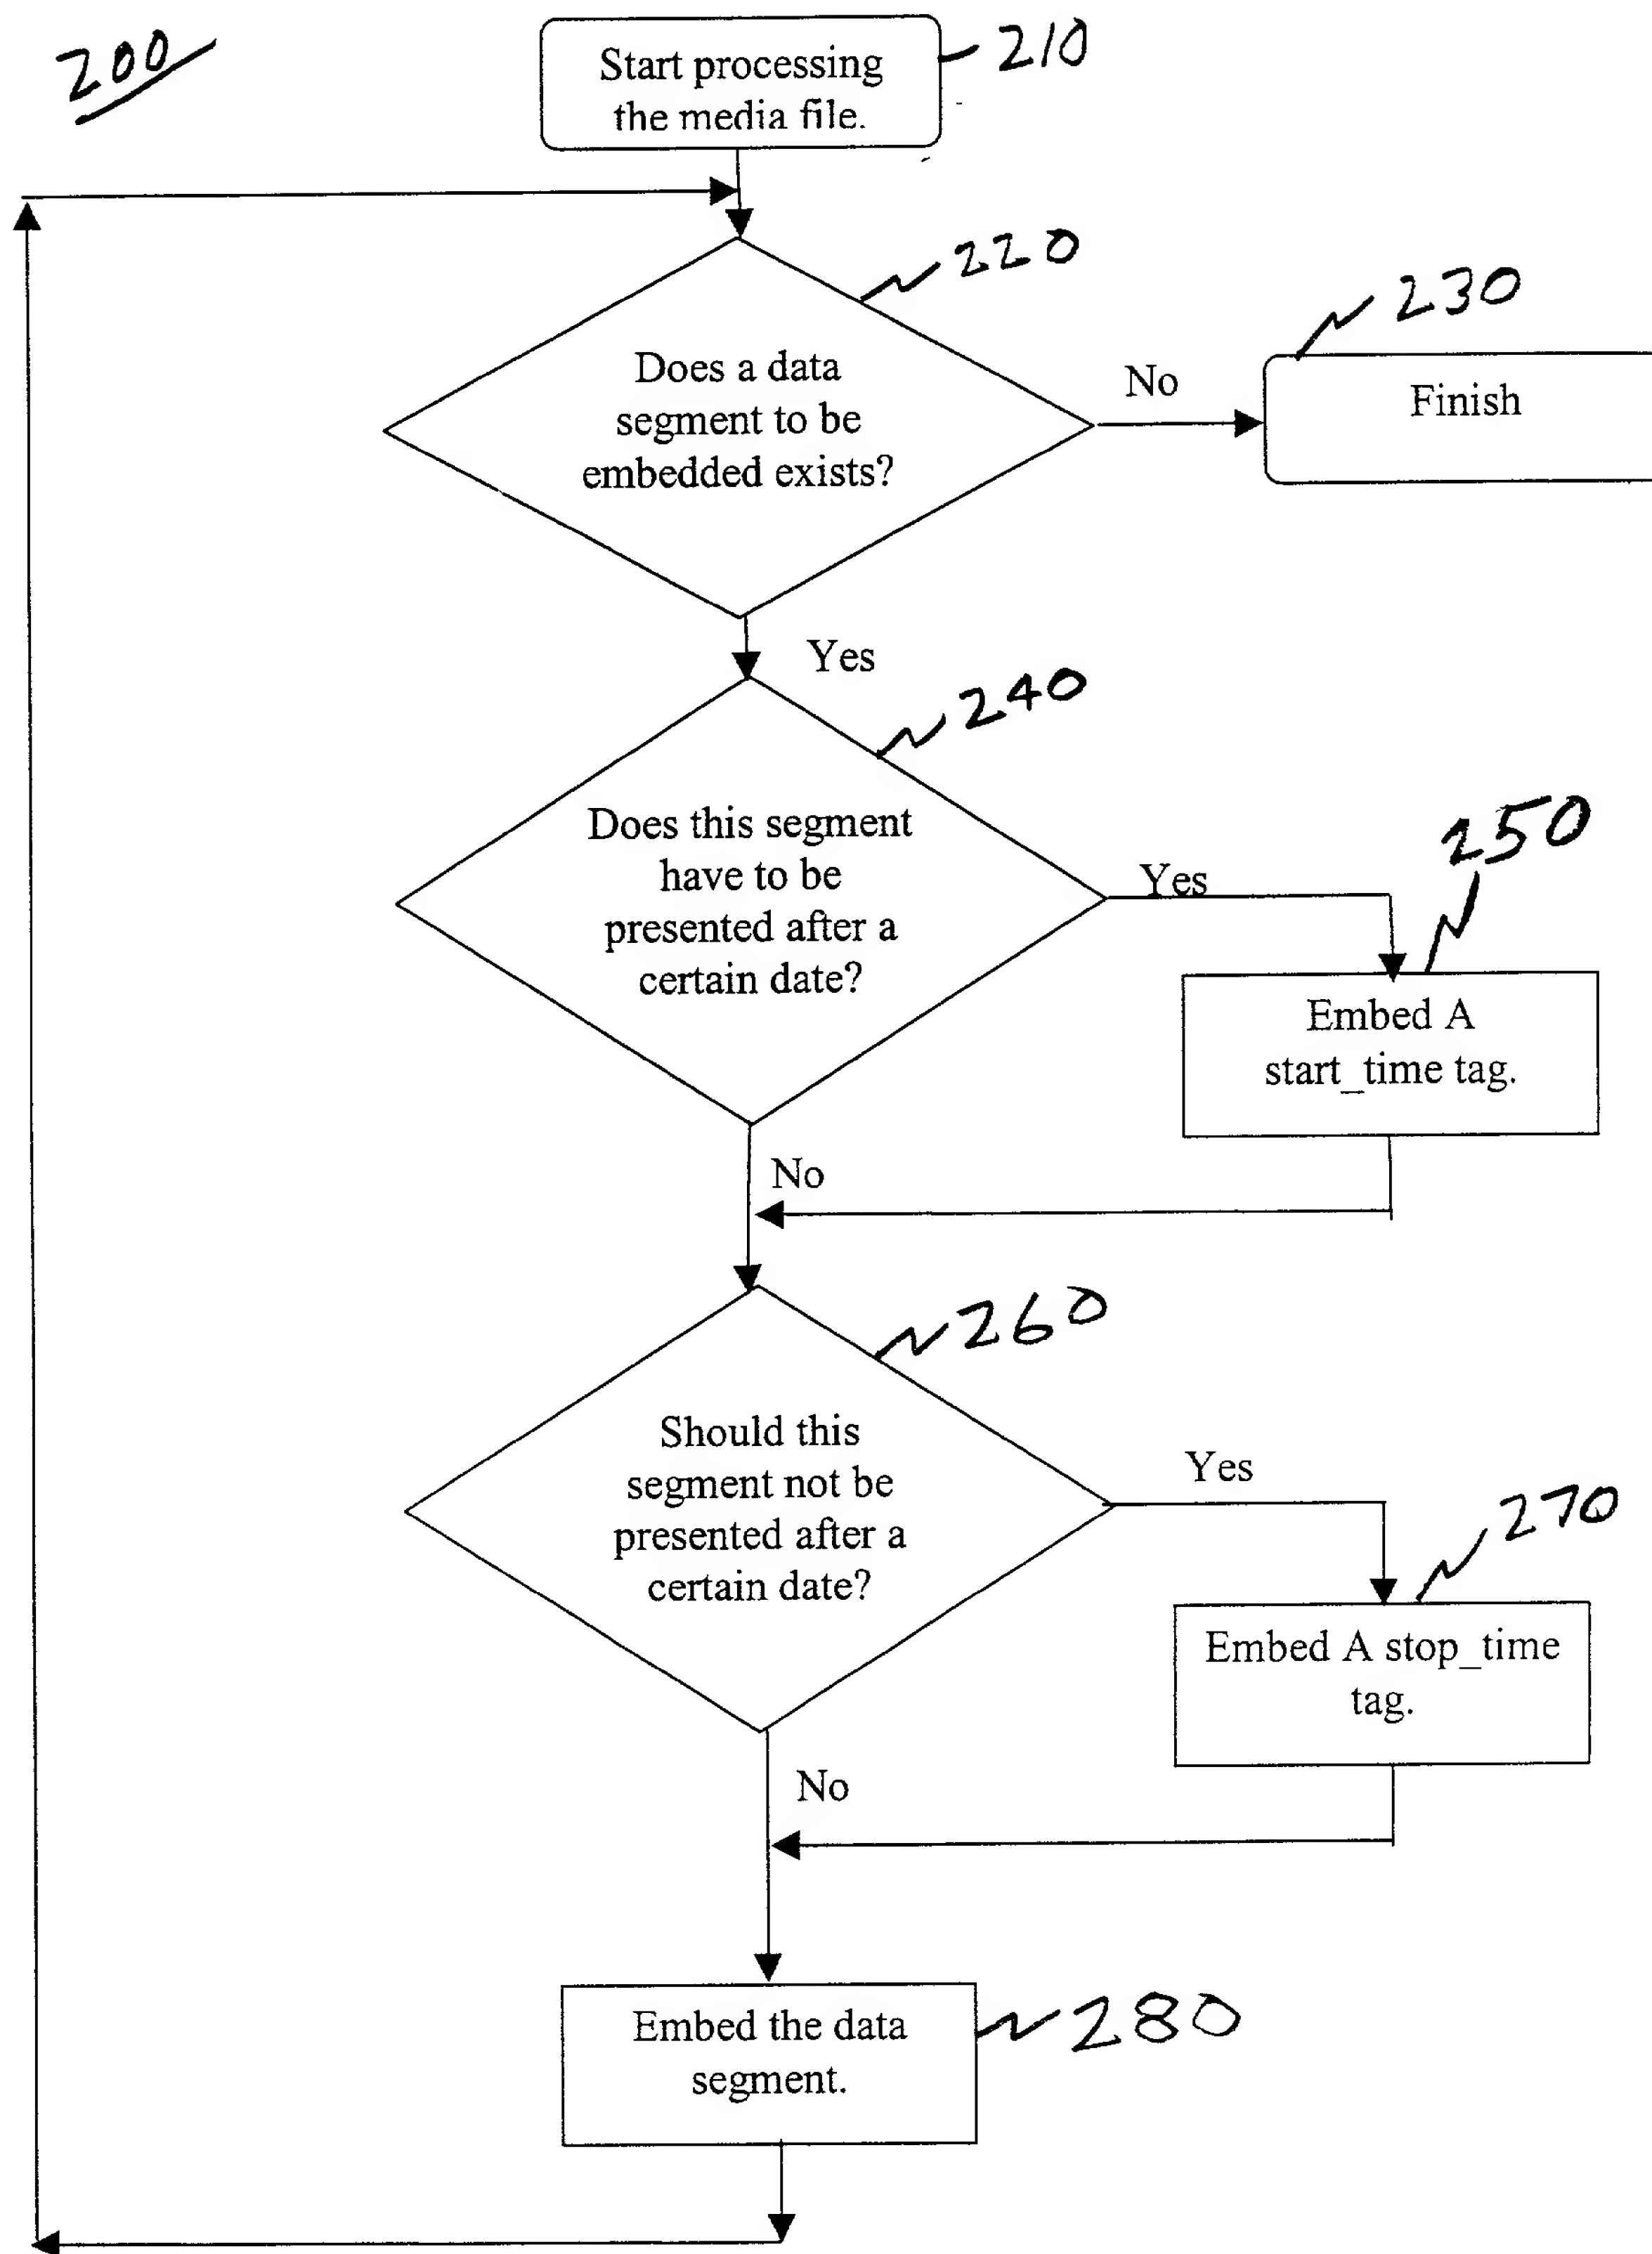 200
Start processing
the media file.
210
220
Does a data
segment to be
embedded exists?
No
230
Finish
Yes
240
Does this segment
have to be
presented after a
certain date?
Yes
250
Embed A
start_time tag.
No
260
Should this
segment not be
presented after a
certain date?
Yes
270
Embed A stop_time
tag.
No
Embed the data
segment.
280